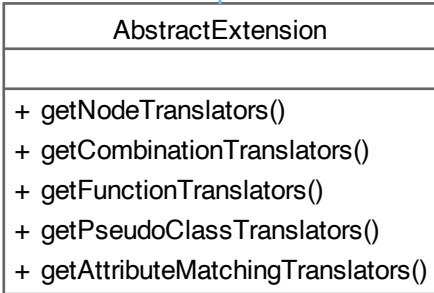 AbstractExtension
+ getNodeTranslators()
+ getCombinationTranslators()
+ getFunctionTranslators()
+ getPseudoClassTranslators()
+ getAttributeMatchingTranslators()